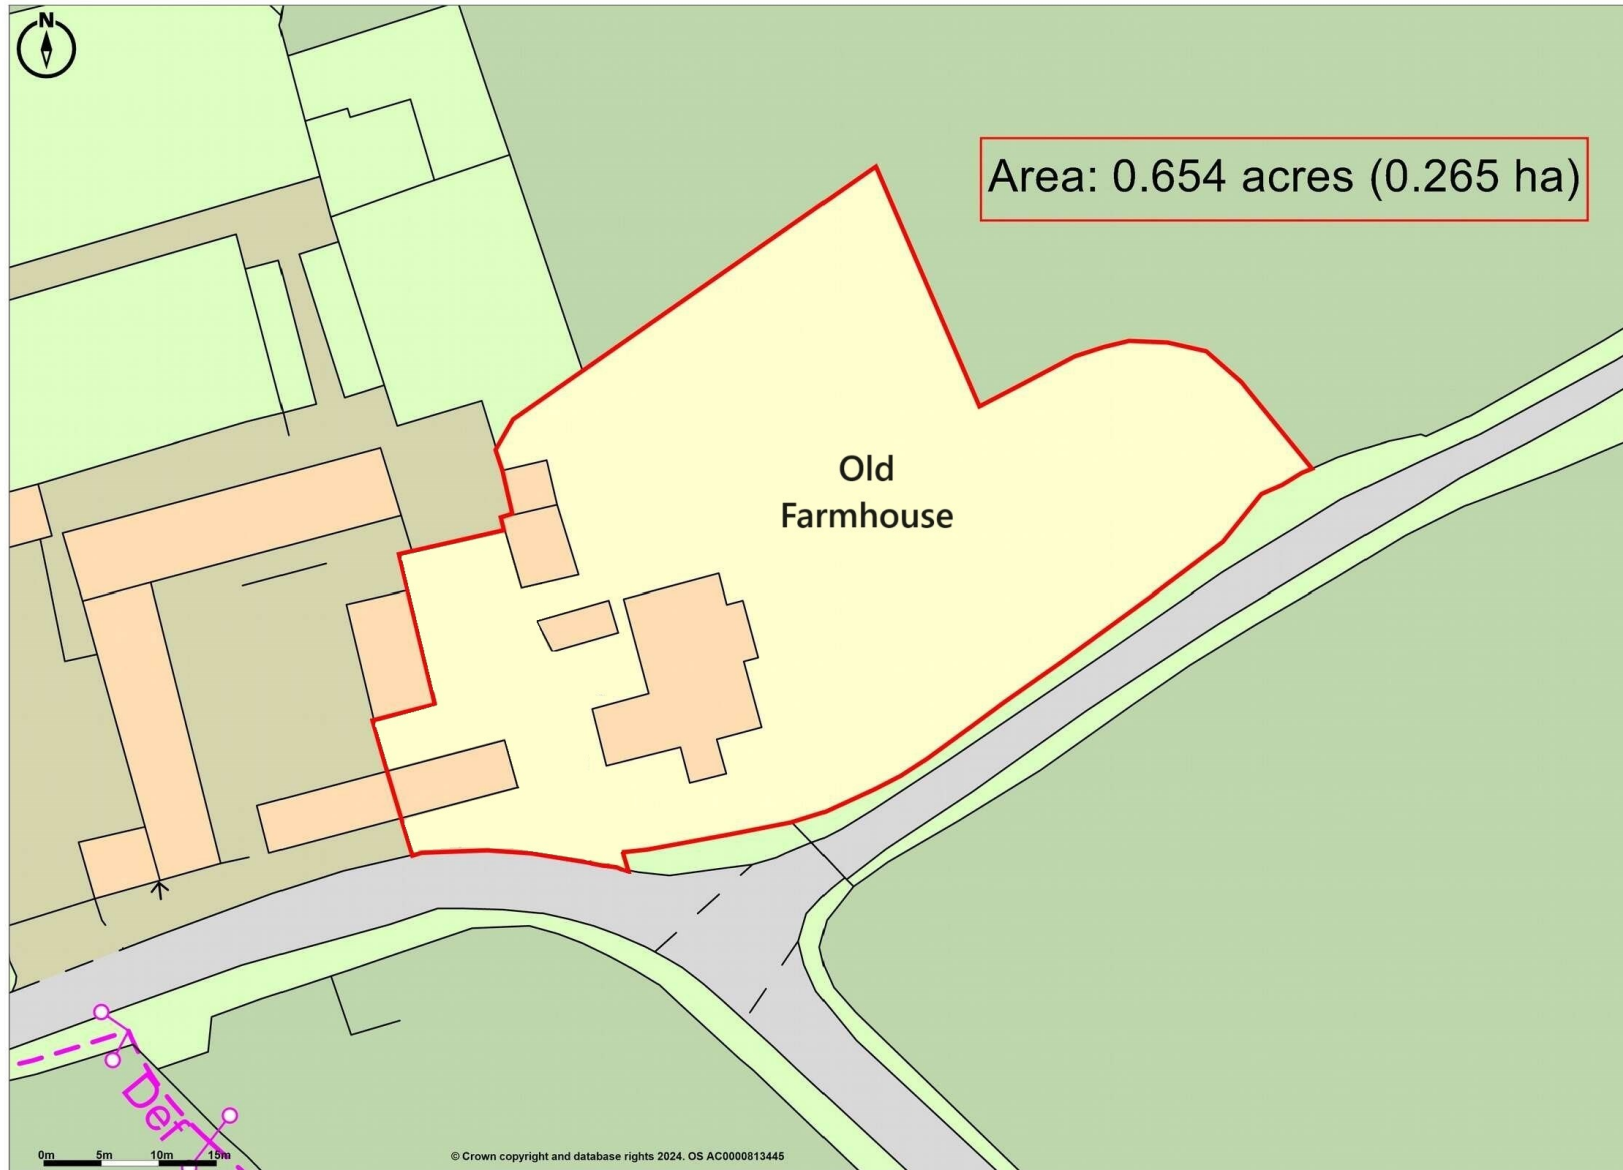 N
Area: 0.654 acres (0.265 ha)
Old
Farmhouse
Def
0m 5m 10m 15m
© Crown copyright and database rights 2024. OS AC0000813445